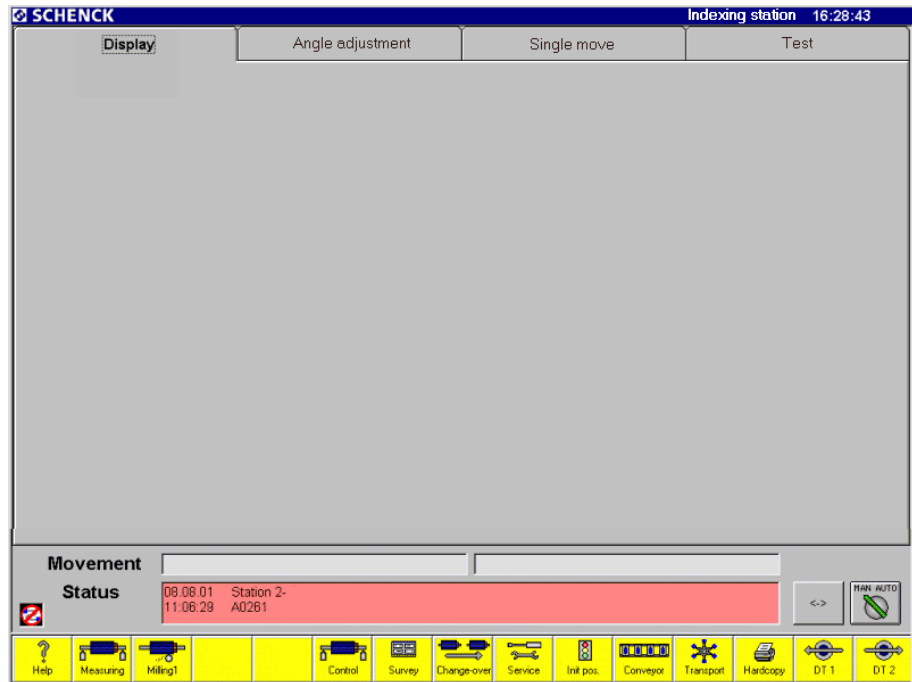 SCHENCK Indexing station 16:28:43
Display Angle adjustment Single move Test
Movement
Status 08.08.01 Station 2-
11:06:29 A0261
<-> MAN AUTO
Help Measuring Milling1 Control Survey Change-over Service Init pos. Conveyor Transport Hardcopy DT 1 DT 2